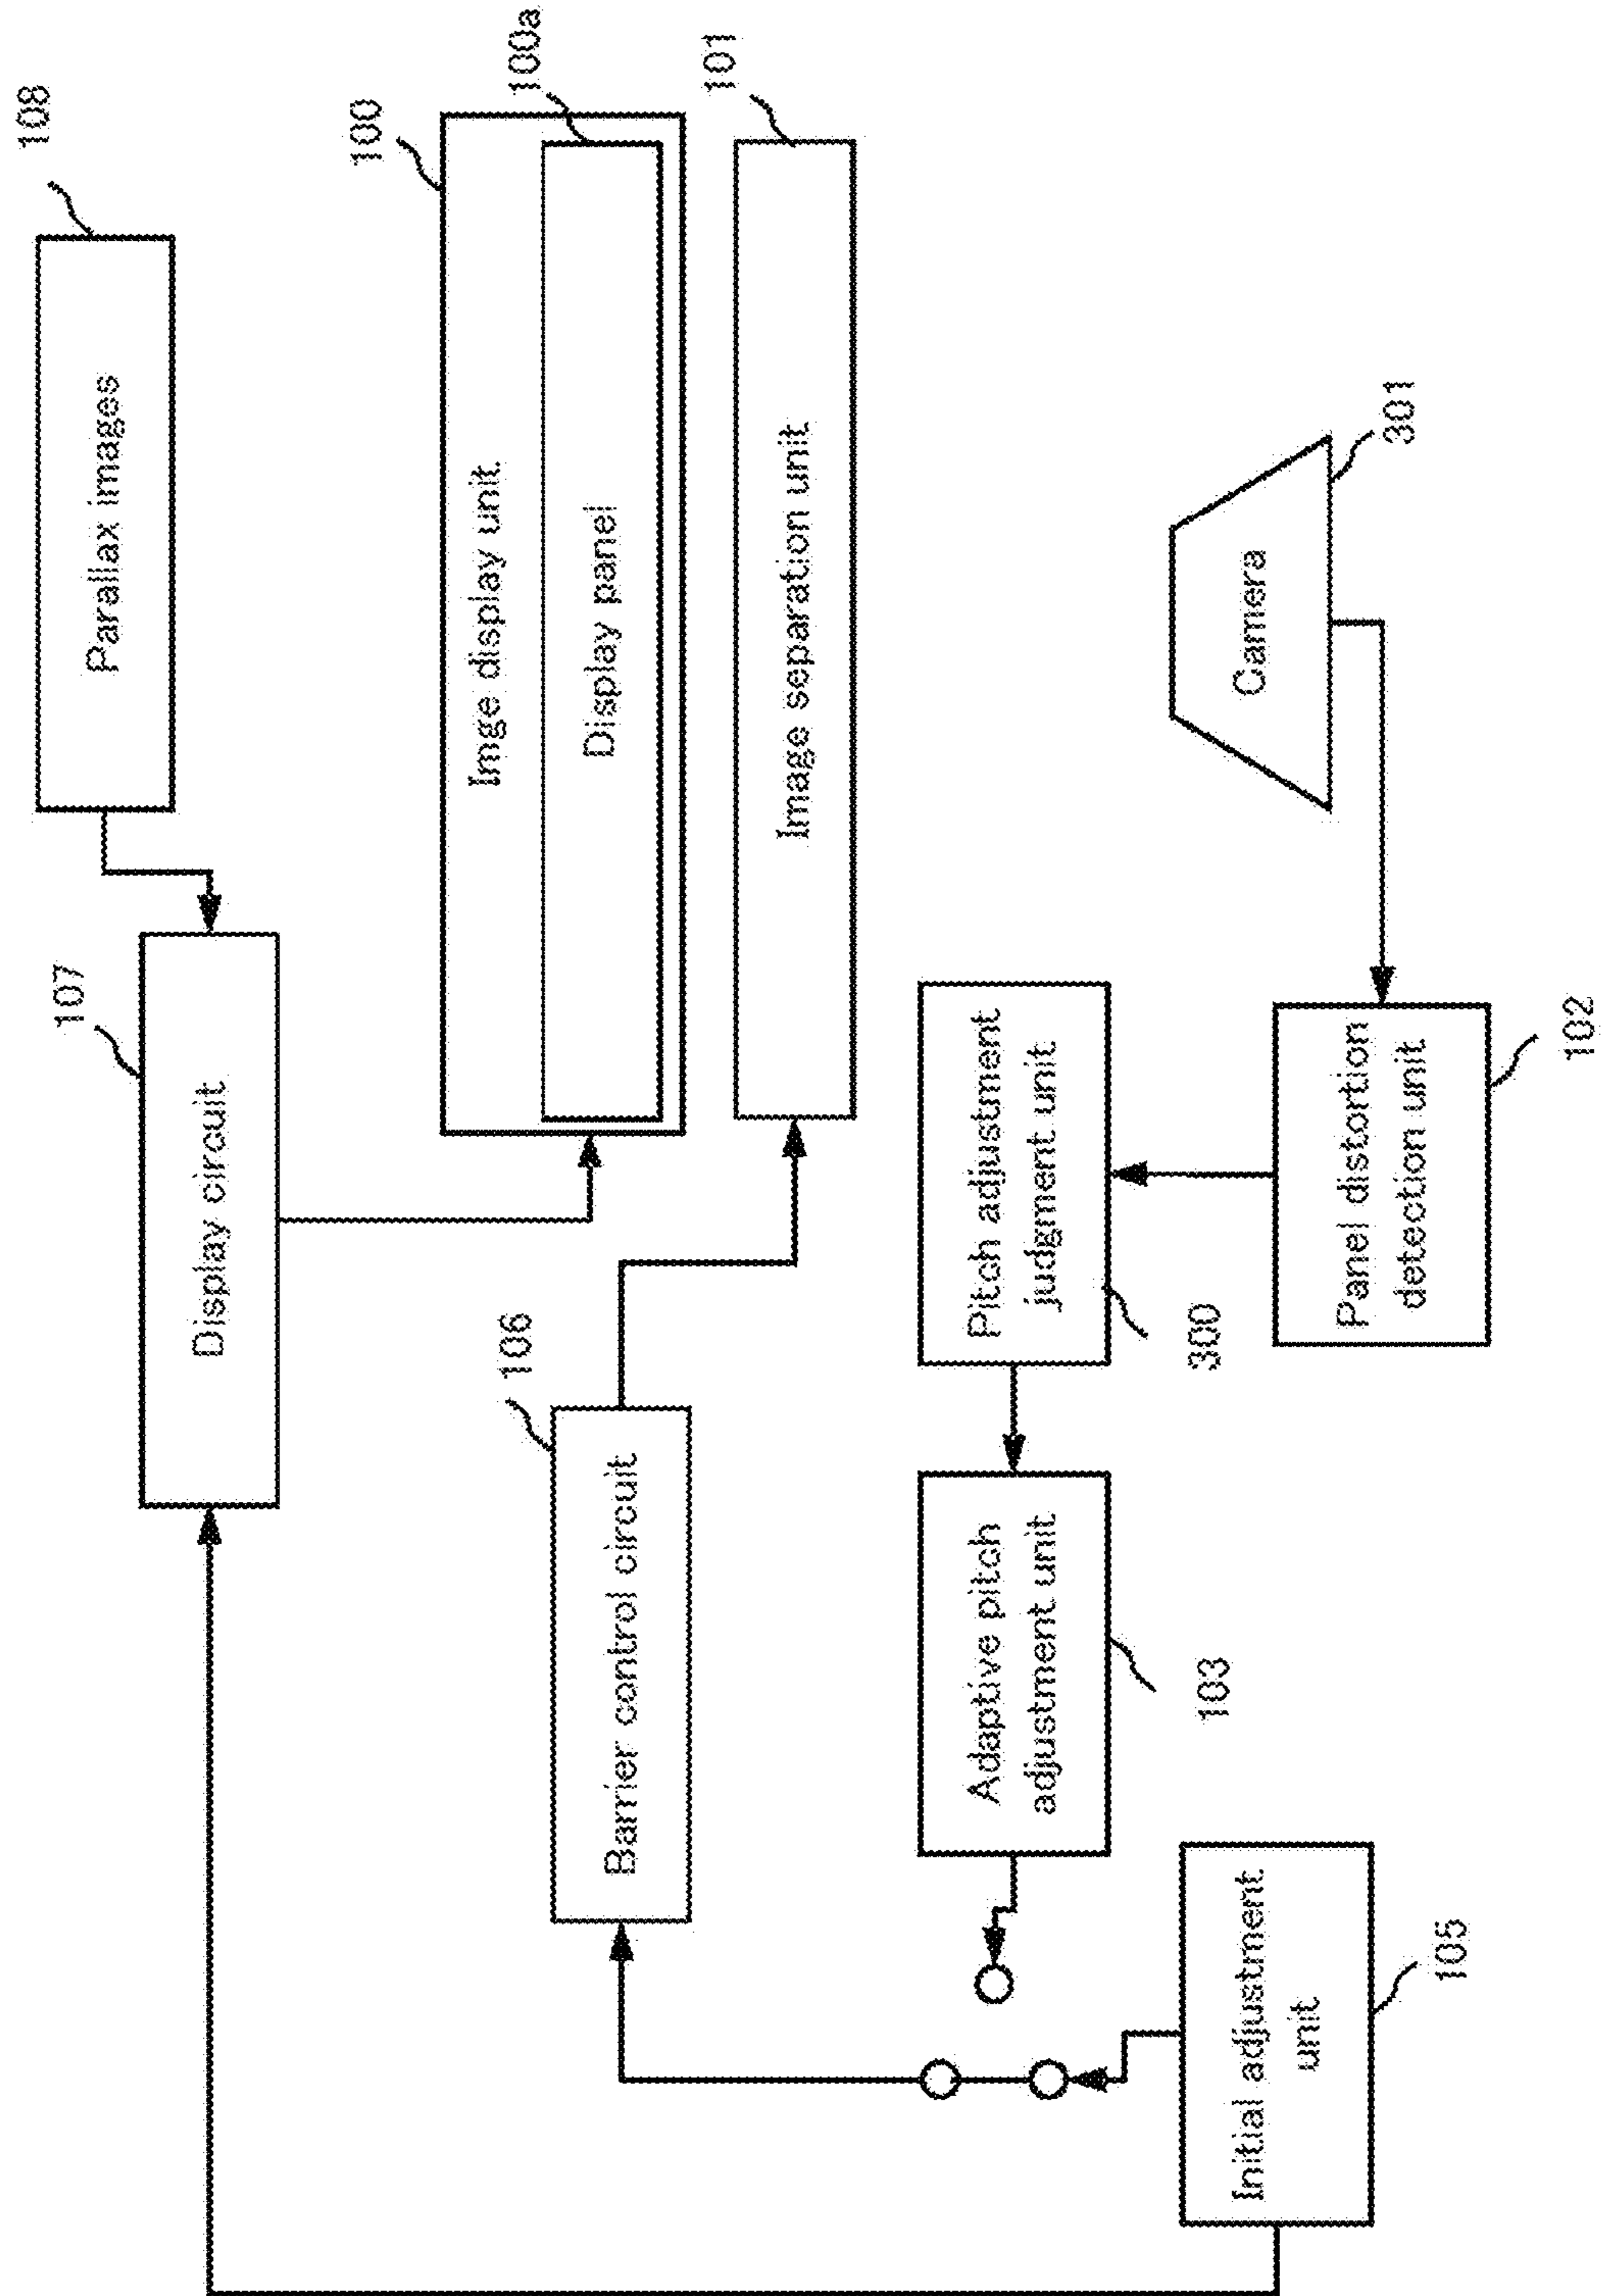 108
Parallax images
107
Display circuit
100
100a
Imge display unit
Display panel
101
Image separation unit
106
Barrier control circuit
Adaptive pitch
adjustment unit
103
Pitch adjustment
judgment unit
300
Camera
301
Initial adjustment
unit
105
Panel distortion
detection unit
102